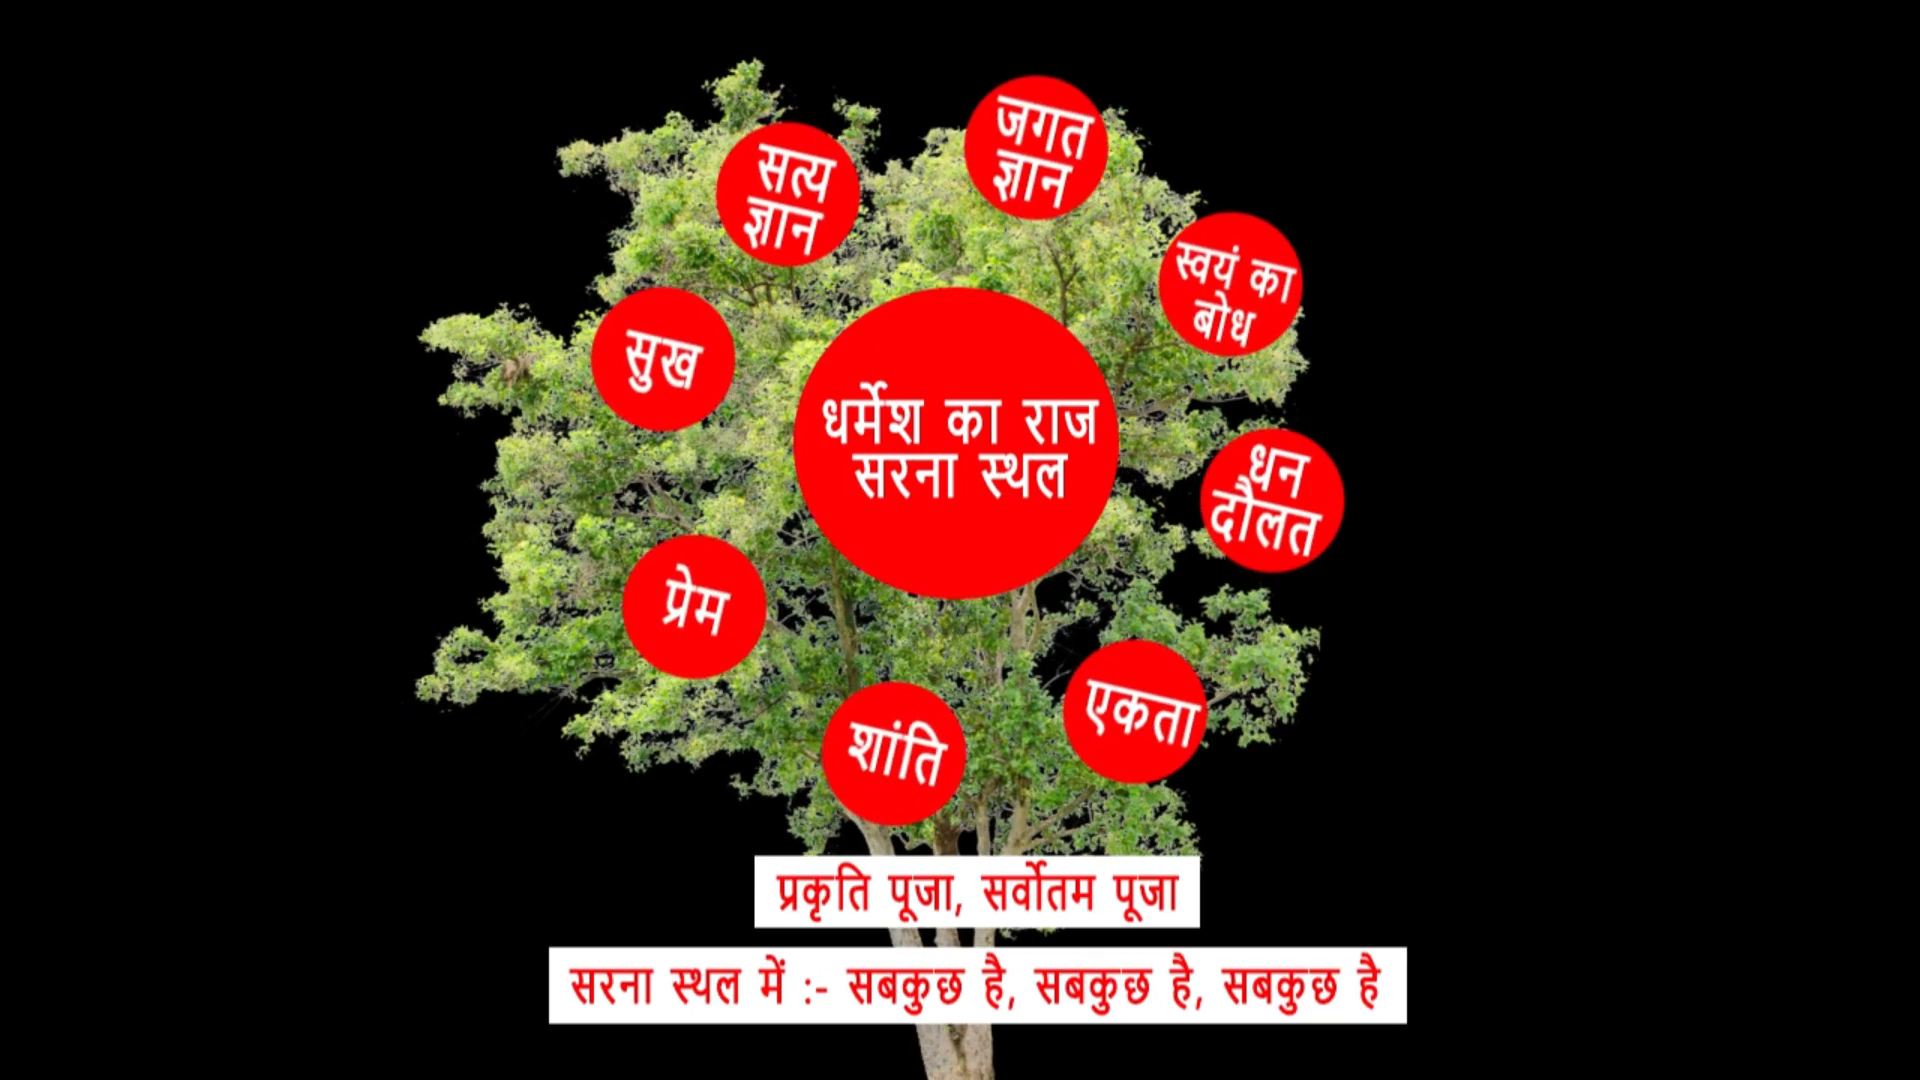 जगत
ज्ञान
सत्य
ज्ञान
स्वयं का
बोध
सुख
धर्मेश का राज
सरना स्थल
धन
दौलत
प्रेम
एकता
शांति
प्रकृति पूजा, सर्वोतम पूजा
सरना स्थल में :- सबकुछ है, सबकुछ है, सबकुछ है